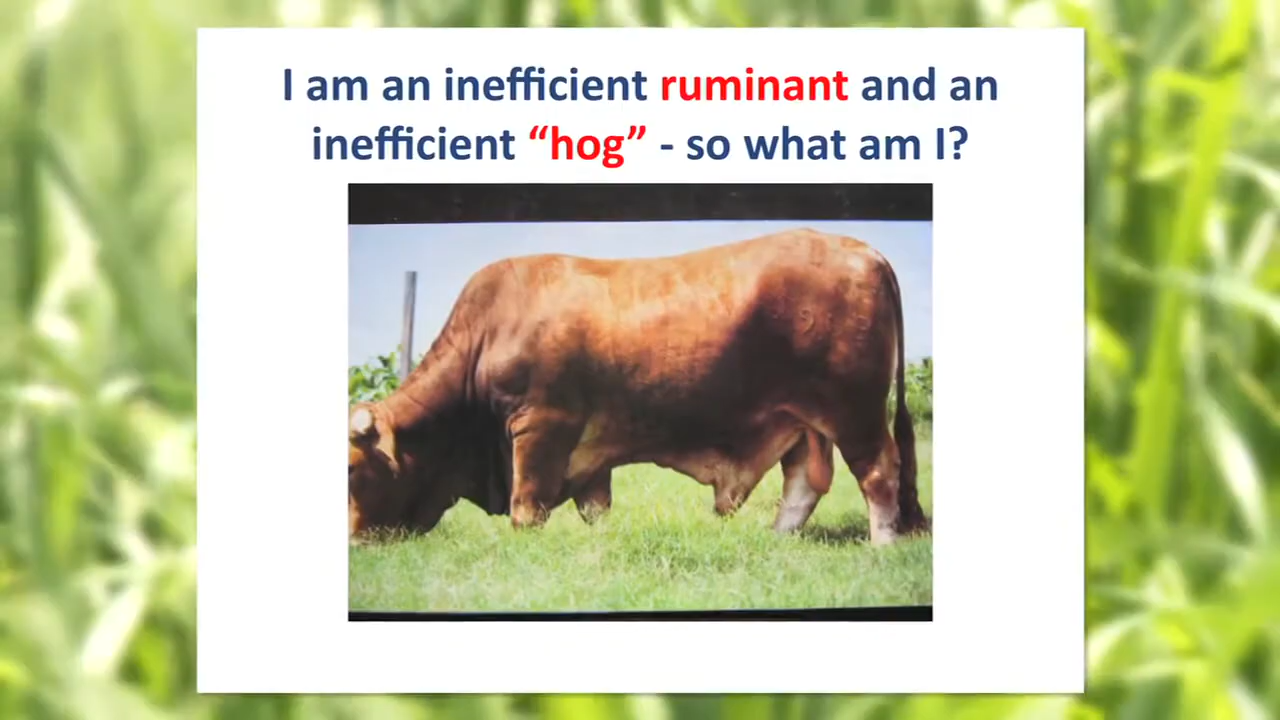 I am an inefficient ruminant and an
inefficient “hog” - so what am I?